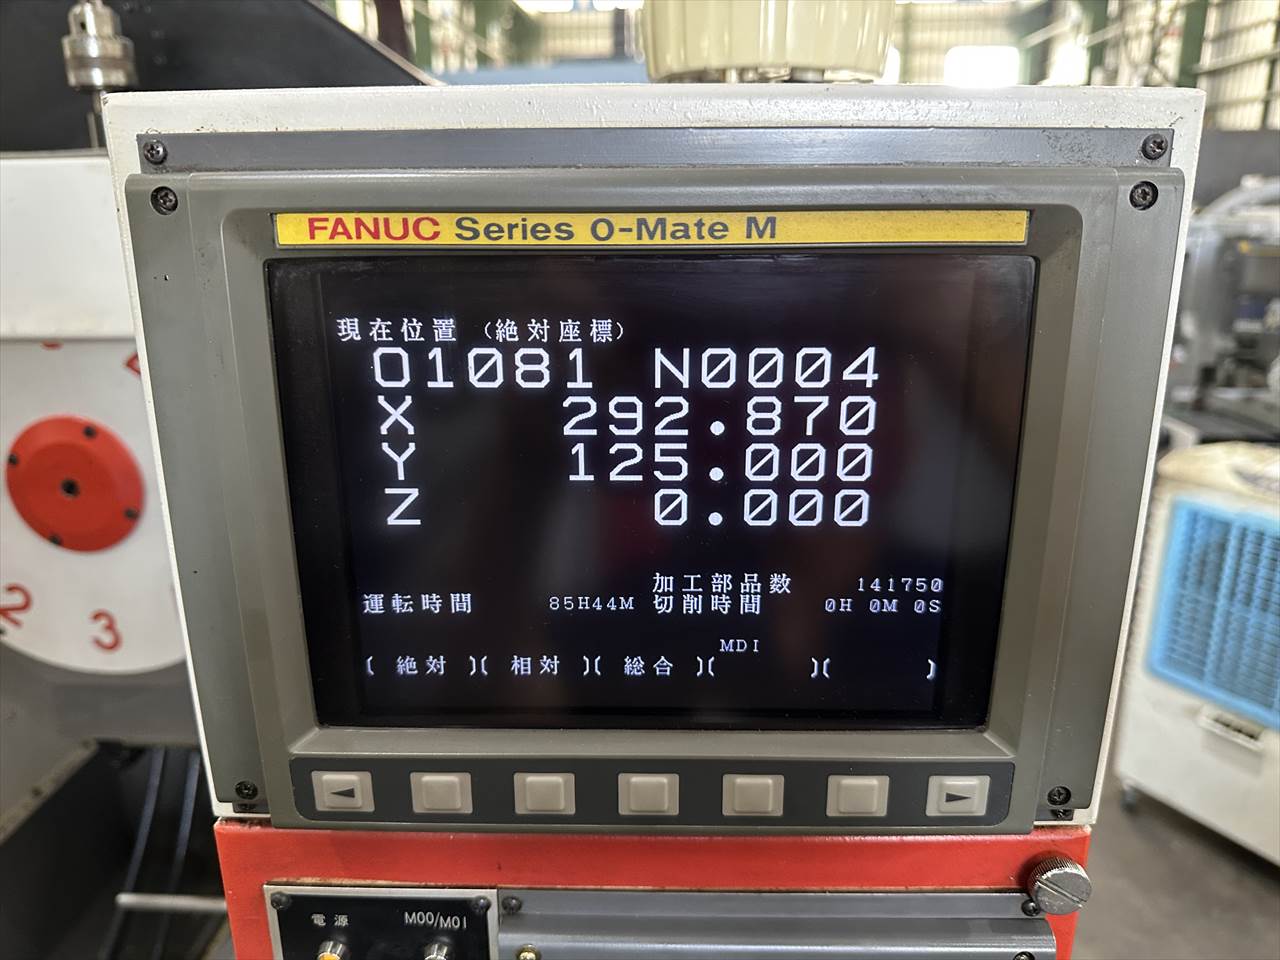 FANUC Series 0-Mate M
現在位置 (絶対座標)
O1081 N0004
X 292.870
Y 125.000
Z 0.000
加工部品数 141750
運転時間 85H44M 切削時間 0H 0M 0S
MDI
[ 絶対 ][ 相対 ][ 総合 ][ ][ ]
2
3
電源 M00/M01